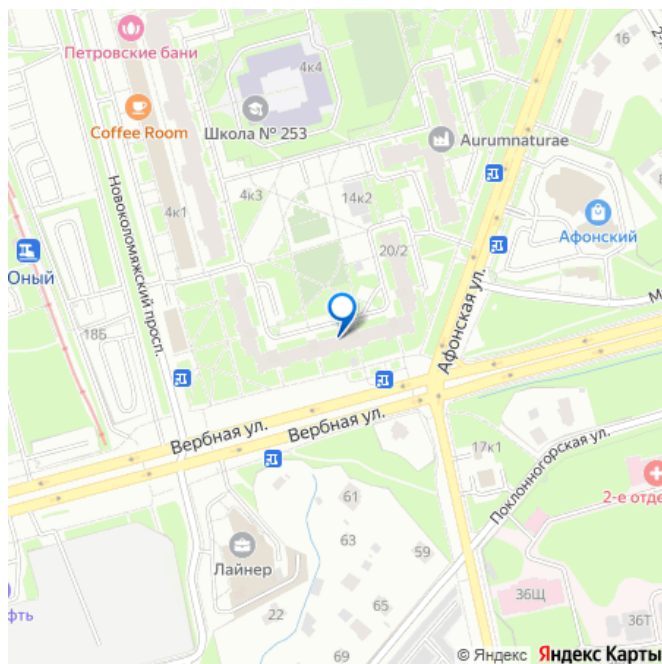 16
4к4
Петровские бани
Coffee Room
Школа № 253
Aurumnaturae
Новоколомяжский просп.
4к1
4к3
14к2
20/2
Афонский
Оный
Афонская ул.
18Б
Вербная ул.
Вербная ул.
17к1
Поклонногорская ул.
2-е отде
61
63
59
Лайнер
65
22
69
36Щ
36Т
фть
© Яндекс Яндекс Карты